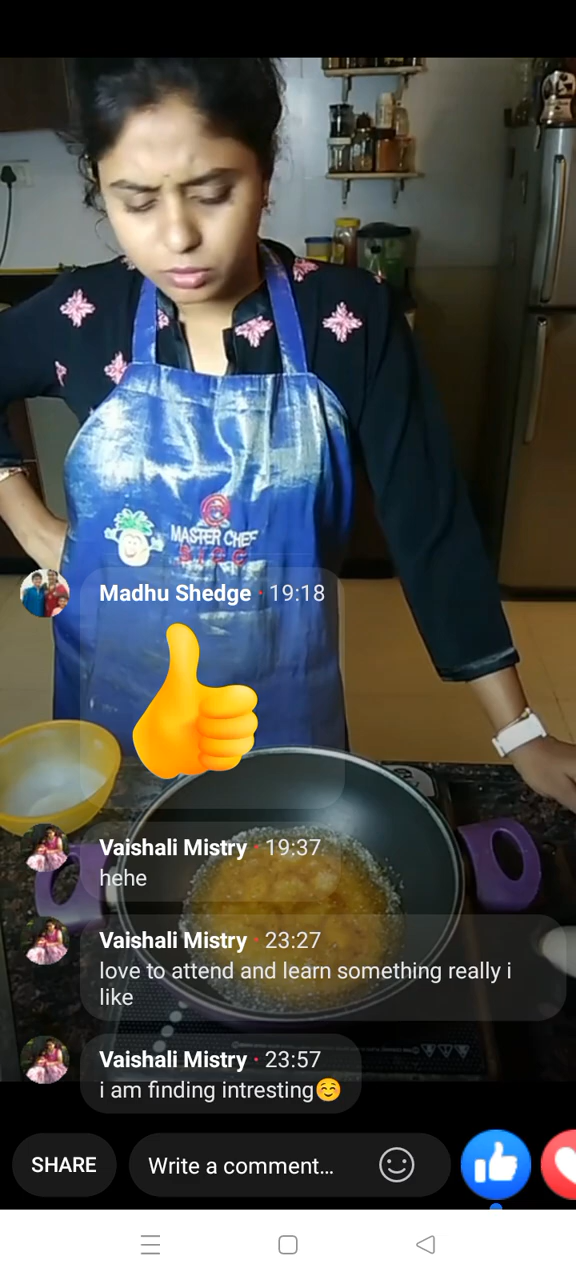 MASTER CHEF
Madhu Shedge · 19:18
Vaishali Mistry · 19:37
hehe
Vaishali Mistry · 23:27
love to attend and learn something really i
like
Vaishali Mistry · 23:57
i am finding intresting☺️
SHARE
Write a comment...